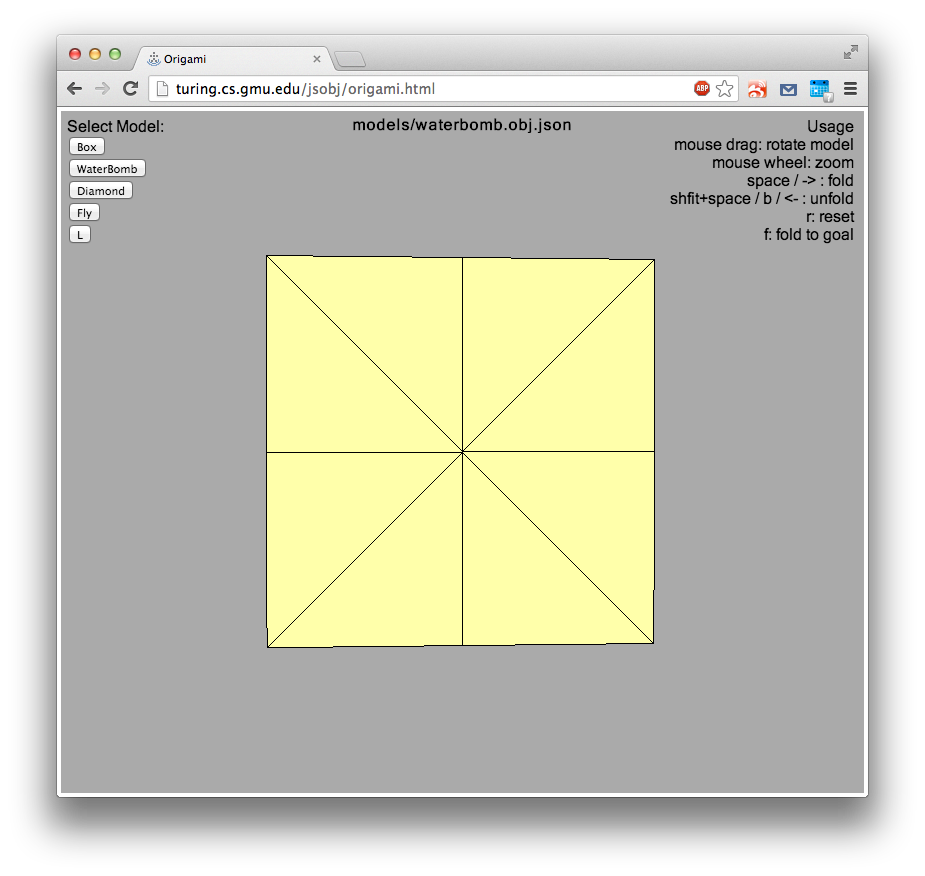 Origami
turing.cs.gmu.edu/jsobj/origami.html
ABP
Select Model:
models/waterbomb.obj.json
Usage
Box
mouse drag: rotate model
WaterBomb
mouse wheel: zoom
Diamond
space / -> : fold
shfit+space / b / <- : unfold
Fly
r: reset
L
f: fold to goal